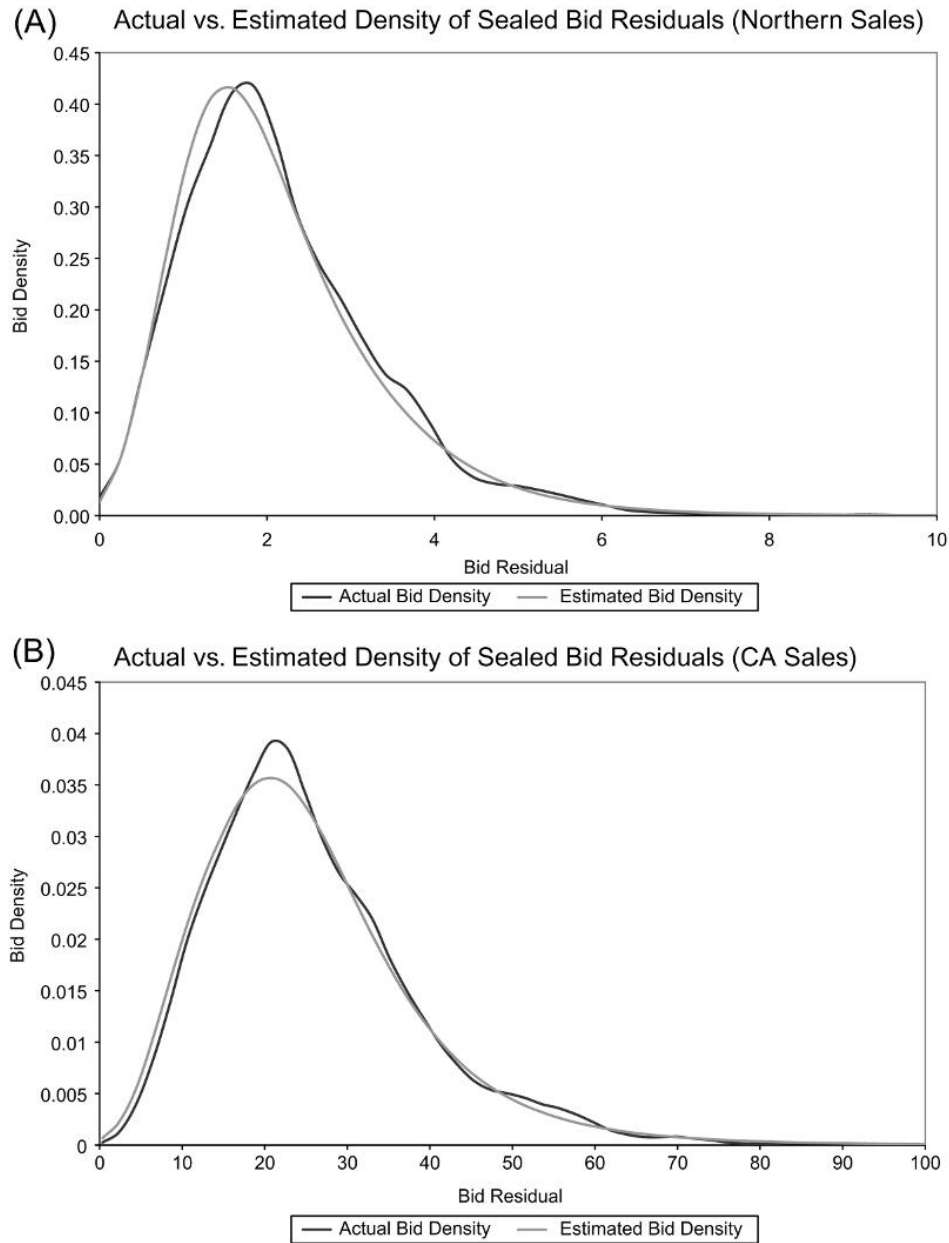 (A) Actual vs. Estimated Density of Sealed Bid Residuals (Northern Sales)
0.45
0.40
0.35
0.30
0.25
0.20
0.15
0.10
0.05
0.00
Bid Density
0 2 4 6 8 10
Bid Residual
Actual Bid Density Estimated Bid Density
(B) Actual vs. Estimated Density of Sealed Bid Residuals (CA Sales)
0.045
0.04
0.035
0.03
0.025
0.02
0.015
0.01
0.005
0
Bid Density
0 10 20 30 40 50 60 70 80 90 100
Bid Residual
Actual Bid Density Estimated Bid Density